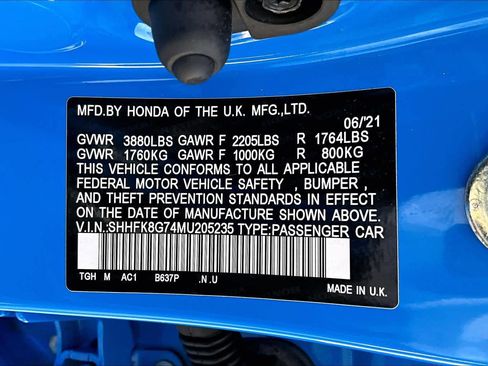 MFD.BY HONDA OF THE U.K. MFG.,LTD.
06/'21
GVWR 3880LBS GAWR F 2205LBS R 1764LBS
GVWR 1760KG GAWR F 1000KG R 800KG
THIS VEHICLE CONFORMS TO ALL APPLICABLE
FEDERAL MOTOR VEHICLE SAFETY , BUMPER ,
AND THEFT PREVENTION STANDARDS IN EFFECT
ON THE DATE OF MANUFACTURE SHOWN ABOVE.
V.I.N.:SHHFK8G74MU205235 TYPE:PASSENGER CAR
TGH M AC1 B637P .N.U
MADE IN U.K.